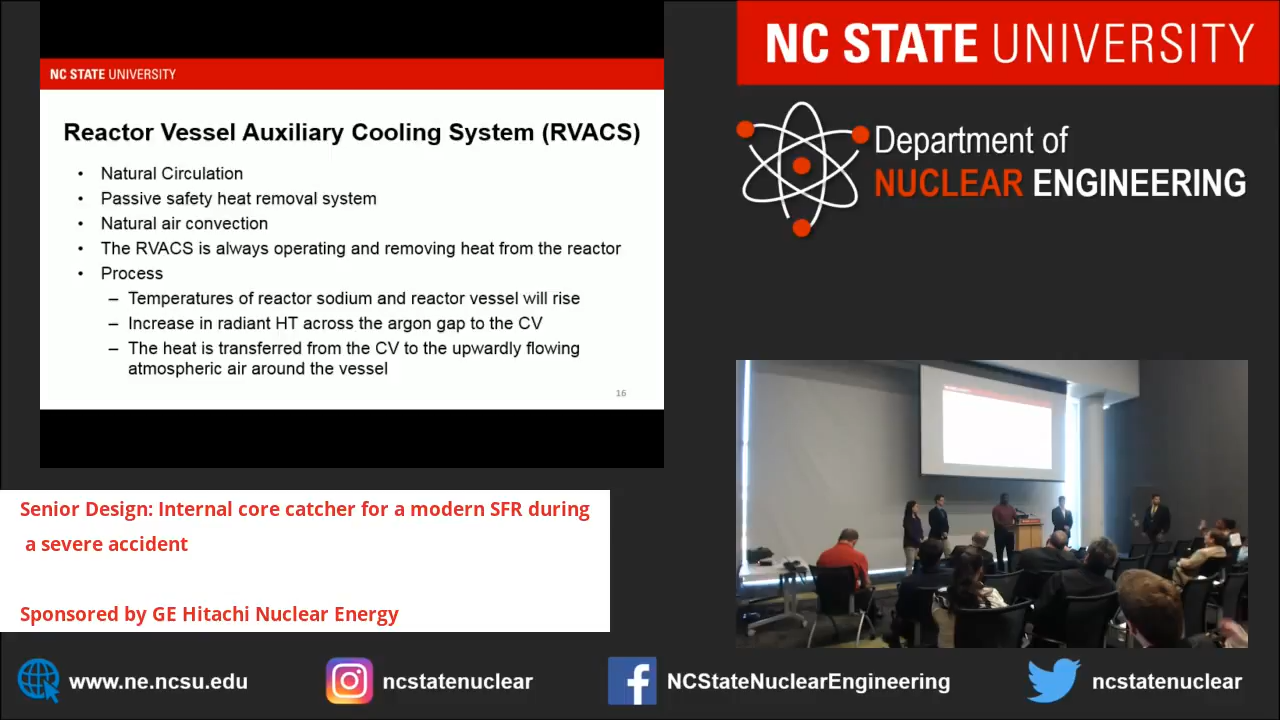 NC STATE UNIVERSITY
Reactor Vessel Auxiliary Cooling System (RVACS)
• Natural Circulation
• Passive safety heat removal system
• Natural air convection
• The RVACS is always operating and removing heat from the reactor
• Process
– Temperatures of reactor sodium and reactor vessel will rise
– Increase in radiant HT across the argon gap to the CV
– The heat is transferred from the CV to the upwardly flowing
atmospheric air around the vessel
16
NC STATE UNIVERSITY
Department of
NUCLEAR ENGINEERING
Senior Design: Internal core catcher for a modern SFR during
a severe accident
Sponsored by GE Hitachi Nuclear Energy
www.ne.ncsu.edu
ncstatenuclear
NCStateNuclearEngineering
ncstatenuclear